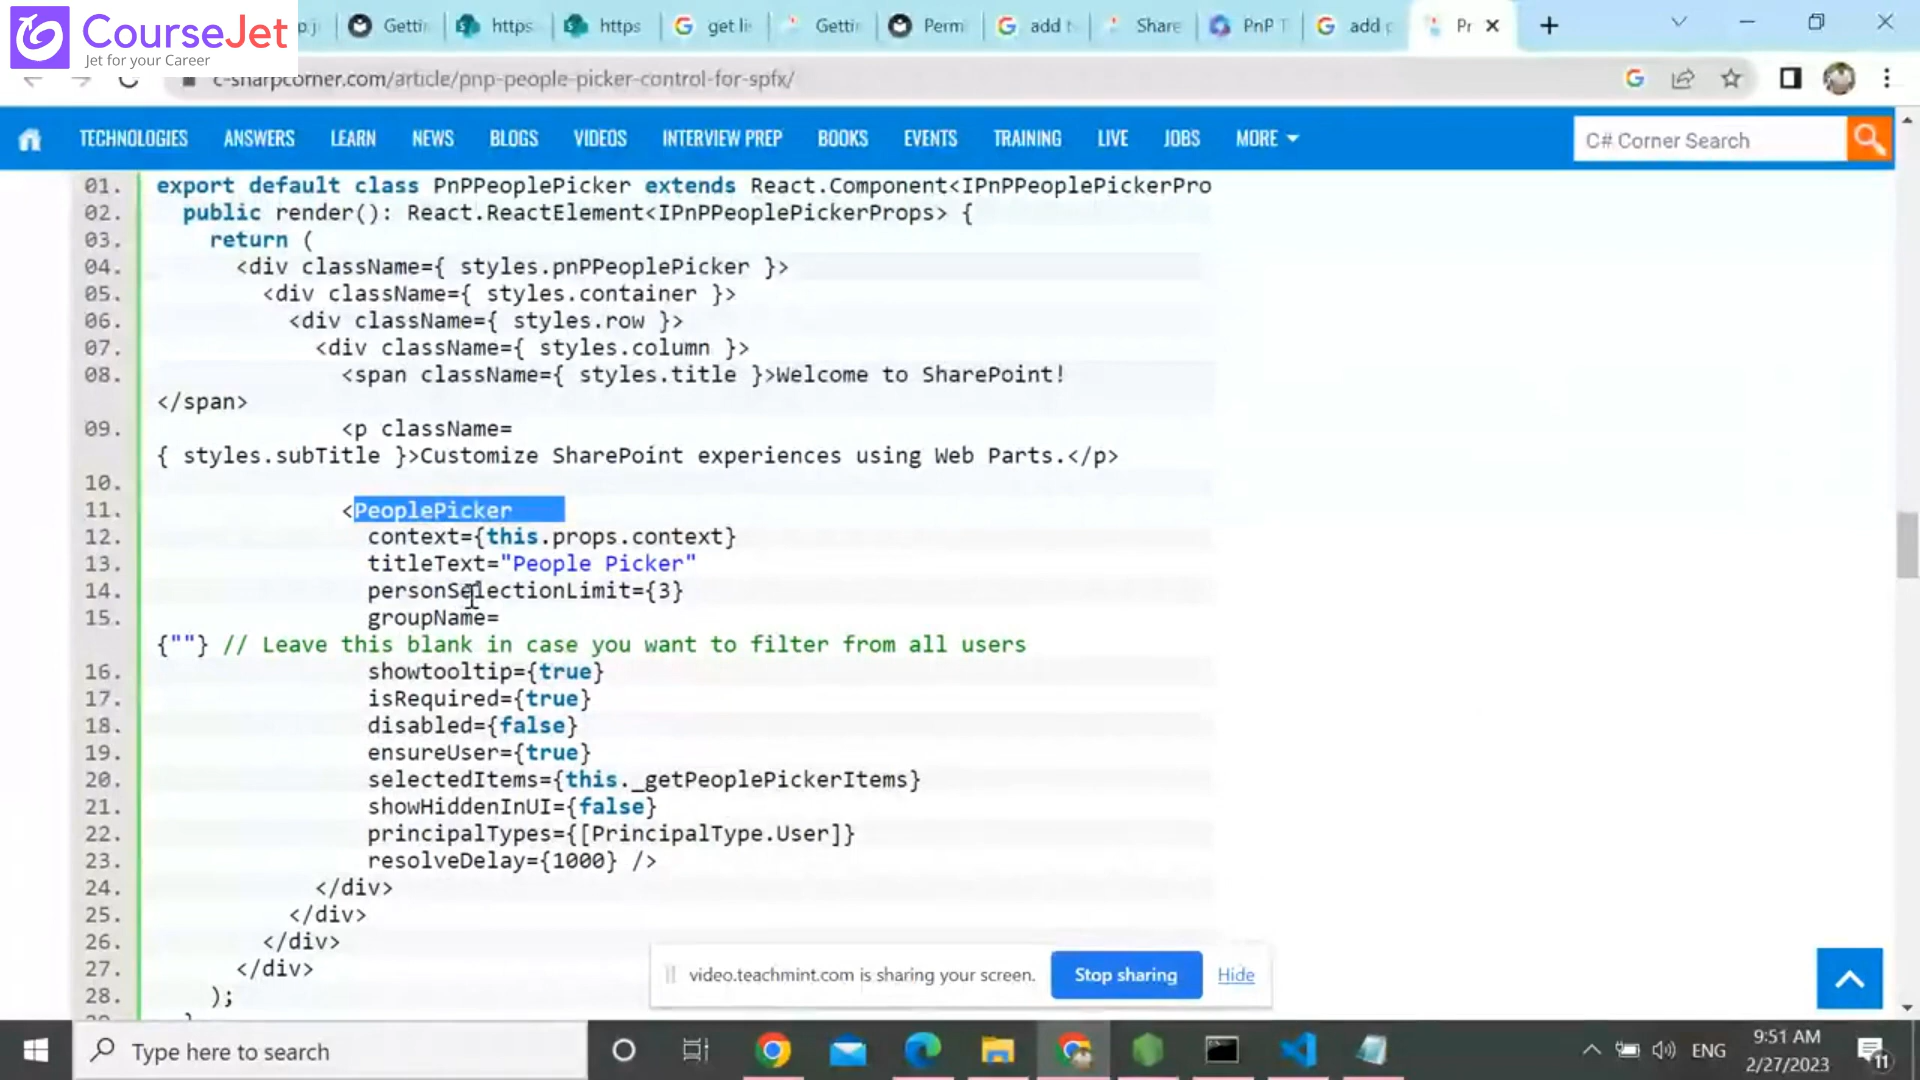 CourseJet
Jet for your Career
p.j
Gettin
https
https
get lis
Gettin
Perm
add t
Share
PnP T
add p
Pr
c-sharpcorner.com/article/pnp-people-picker-control-for-spfx/
TECHNOLOGIES ANSWERS LEARN NEWS BLOGS VIDEOS INTERVIEW PREP BOOKS EVENTS TRAINING LIVE JOBS MORE
C# Corner Search
01. export default class PnPPeoplePicker extends React.Component<IPnPPeoplePickerPro
02. public render(): React.ReactElement<IPnPPeoplePickerProps> {
03. return (
04. <div className={ styles.pnPPeoplePicker }>
05. <div className={ styles.container }>
06. <div className={ styles.row }>
07. <div className={ styles.column }>
08. <span className={ styles.title }>Welcome to SharePoint!
</span>
09. <p className=
{ styles.subTitle }>Customize SharePoint experiences using Web Parts.</p>
10.
11. <PeoplePicker
12. context={this.props.context}
13. titleText="People Picker"
14. personSelectionLimit={3}
15. groupName=
{""} // Leave this blank in case you want to filter from all users
16. showtooltip={true}
17. isRequired={true}
18. disabled={false}
19. ensureUser={true}
20. selectedItems={this._getPeoplePickerItems}
21. showHiddenInUI={false}
22. principalTypes={[PrincipalType.User]}
23. resolveDelay={1000} />
24. </div>
25. </div>
26. </div>
27. </div>
28. );
video.teachmint.com is sharing your screen. Stop sharing Hide
Type here to search
ENG
9:51 AM
2/27/2023
11